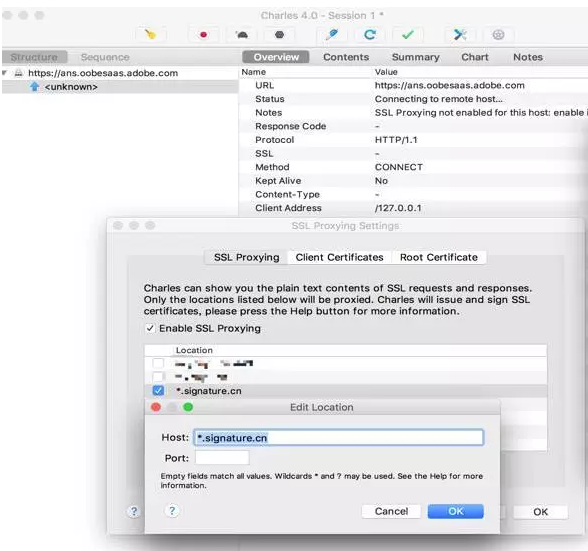 Charles 4.0 - Session 1 *
Structure
Sequence
Overview
Contents
Summary
Chart
Notes
https://ans.oobesaas.adobe.com
<unknown>
Name
Value
URL
https://ans.oobesaas.adobe.com
Status
Connecting to remote host...
Notes
SSL Proxying not enabled for this host: enable
Response Code
-
Protocol
HTTP/1.1
SSL
-
Method
CONNECT
Kept Alive
No
Content-Type
-
Client Address
/127.0.0.1
SSL Proxying Settings
SSL Proxying
Client Certificates
Root Certificate
Charles can show you the plain text contents of SSL requests and responses.
Only the locations listed below will be proxied. Charles will issue and sign SSL
certificates, please press the Help button for more information.
Enable SSL Proxying
Location
*.signature.cn
Edit Location
Host:
*.signature.cn
Port:
Empty fields match all values. Wildcards * and ? may be used. See the Help for more
information.
?
?
Cancel
OK
OK